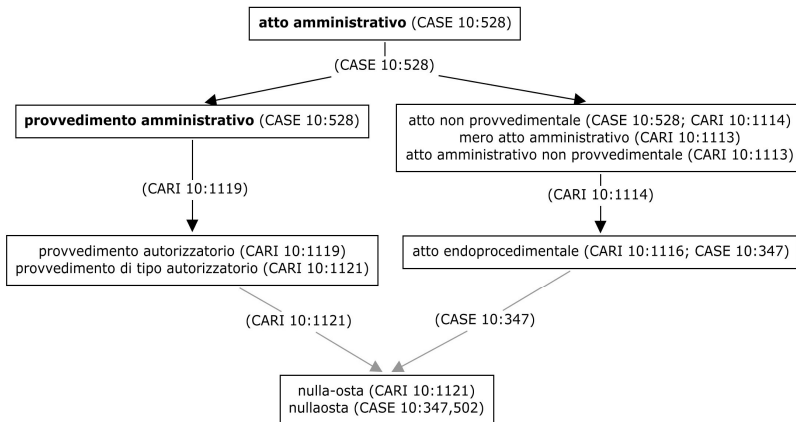 atto amministrativo (CASE 10:528)
(CASE 10:528)
provvedimento amministrativo (CASE 10:528)
atto non provvedimentale (CASE 10:528; CARI 10:1114)
mero atto amministrativo (CARI 10:1113)
atto amministrativo non provvedimentale (CARI 10:1113)
(CARI 10:1119)
(CARI 10:1114)
provvedimento autorizzatorio (CARI 10:1119)
provvedimento di tipo autorizzatorio (CARI 10:1121)
atto endoprocedimentale (CARI 10:1116; CASE 10:347)
(CARI 10:1121)
(CASE 10:347)
nulla-osta (CARI 10:1121)
nullaosta (CASE 10:347,502)